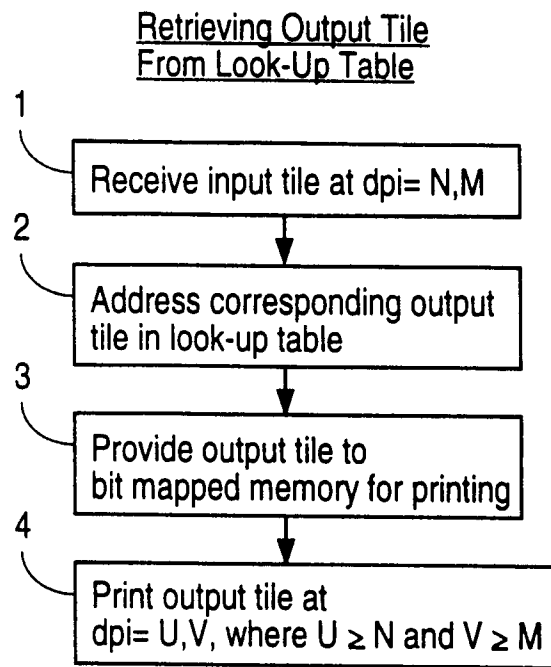 Retrieving Output Tile
From Look-Up Table
1
Receive input tile at dpi= N,M
2
Address corresponding output
tile in look-up table
3
Provide output tile to
bit mapped memory for printing
4
Print output tile at
dpi= U,V, where U ≥ N and V ≥ M